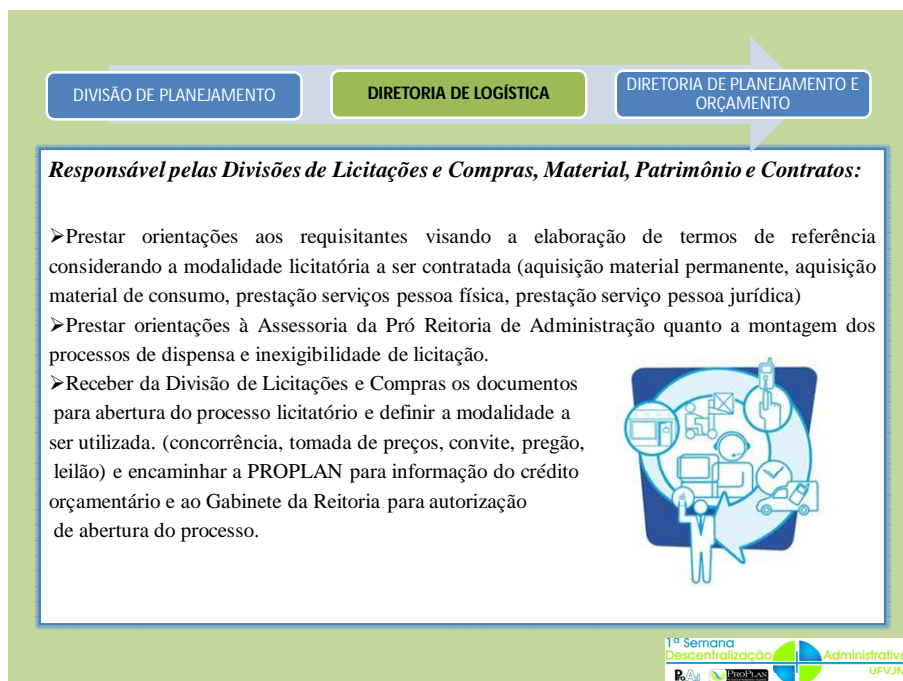 DIVISÃO DE PLANEJAMENTO
DIRETORIA DE LOGÍSTICA
DIRETORIA DE PLANEJAMENTO E
ORÇAMENTO
Responsável pelas Divisões de Licitações e Compras, Material, Patrimônio e Contratos:
➢Prestar orientações aos requisitantes visando a elaboração de termos de referência
considerando a modalidade licitatória a ser contratada (aquisição material permanente, aquisição
material de consumo, prestação serviços pessoa física, prestação serviço pessoa jurídica)
➢Prestar orientações à Assessoria da Pró Reitoria de Administração quanto a montagem dos
processos de dispensa e inexigibilidade de licitação.
➢Receber da Divisão de Licitações e Compras os documentos
para abertura do processo licitatório e definir a modalidade a
ser utilizada. (concorrência, tomada de preços, convite, pregão,
leilão) e encaminhar a PROPLAN para informação do crédito
orçamentário e ao Gabinete da Reitoria para autorização
de abertura do processo.
1ª Semana
Descentralização Administrativa
PROPLAN
UFVJM